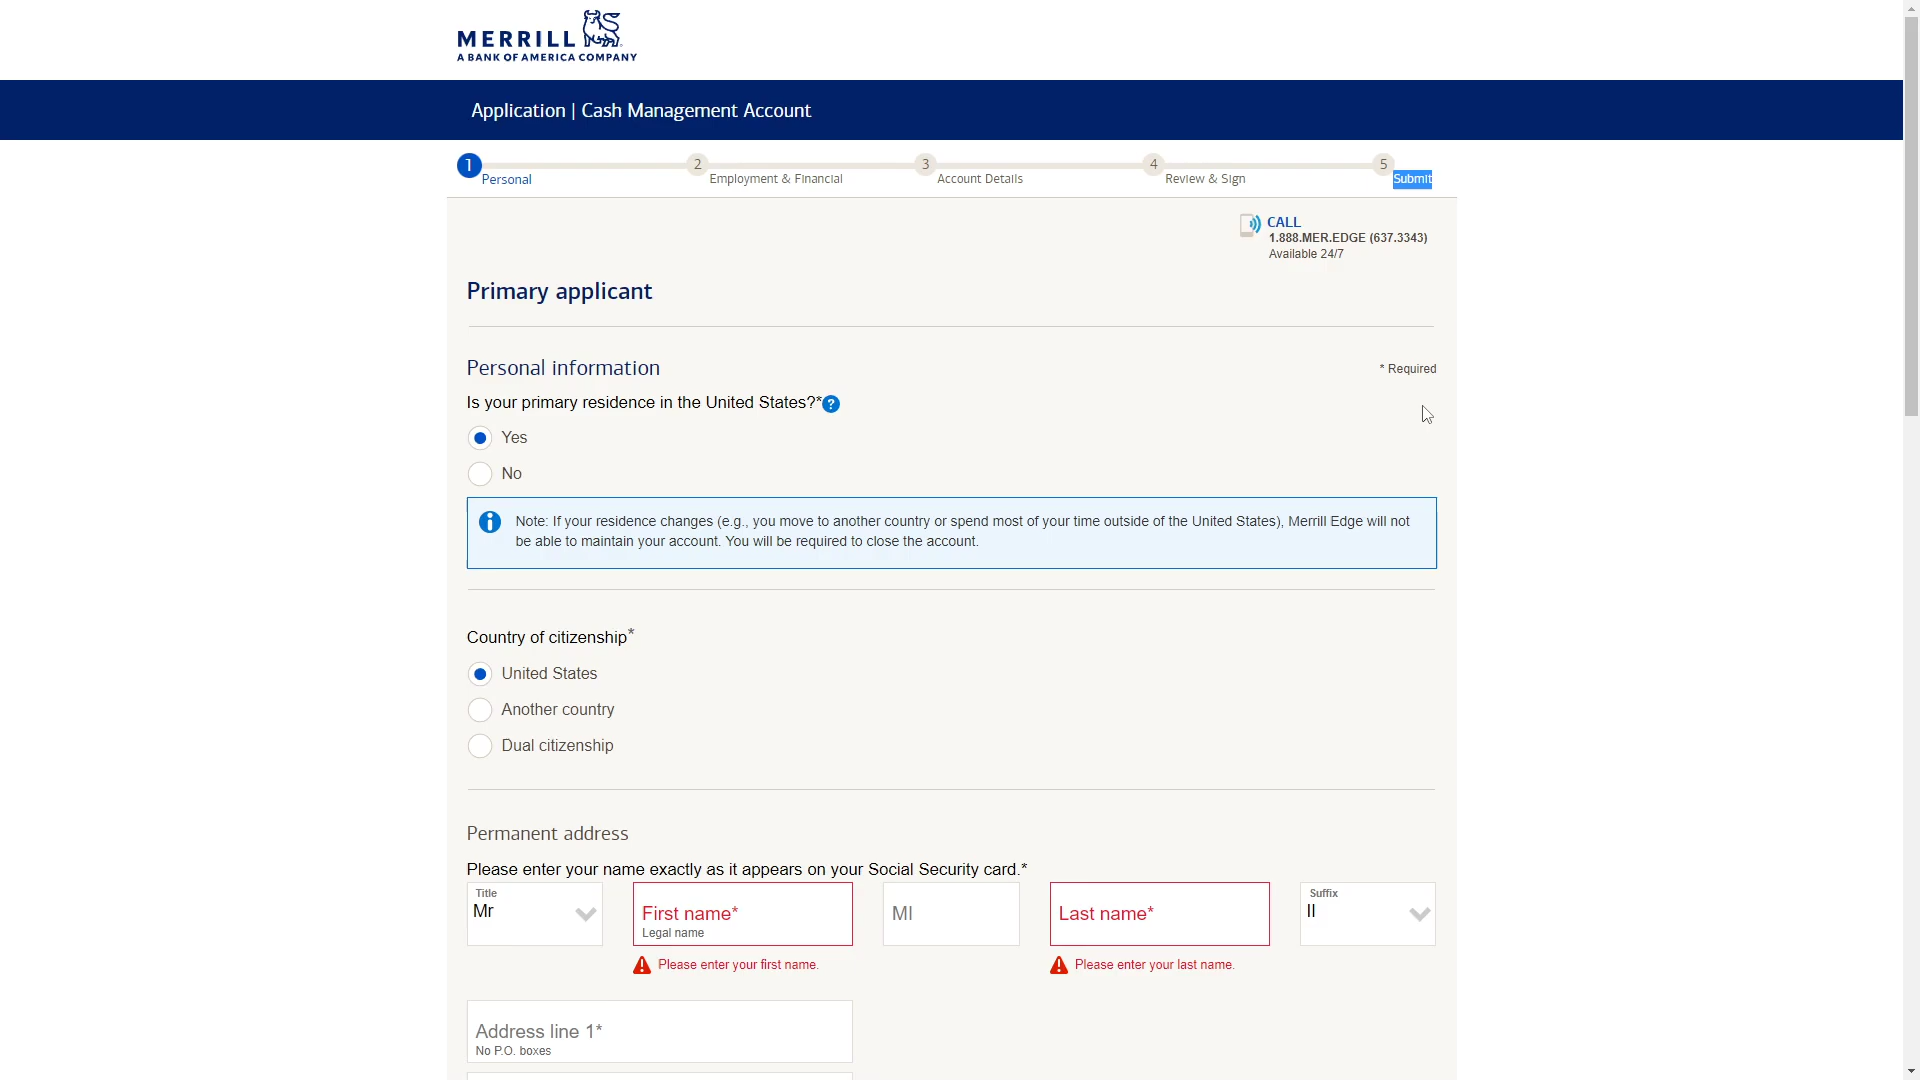 MERRILL
A BANK OF AMERICA COMPANY
Application | Cash Management Account
1
Personal
2
Employment & Financial
3
Account Details
4
Review & Sign
5
Submit
CALL
1.888.MER.EDGE (637.3343)
Available 24/7
Primary applicant
Personal information
* Required
Is your primary residence in the United States?*
?
Yes
No
Note: If your residence changes (e.g., you move to another country or spend most of your time outside of the United States), Merrill Edge will not
be able to maintain your account. You will be required to close the account.
Country of citizenship*
United States
Another country
Dual citizenship
Permanent address
Please enter your name exactly as it appears on your Social Security card.*
Title
Mr
First name*
Legal name
MI
Last name*
Suffix
II
Please enter your first name.
Please enter your last name.
Address line 1*
No P.O. boxes